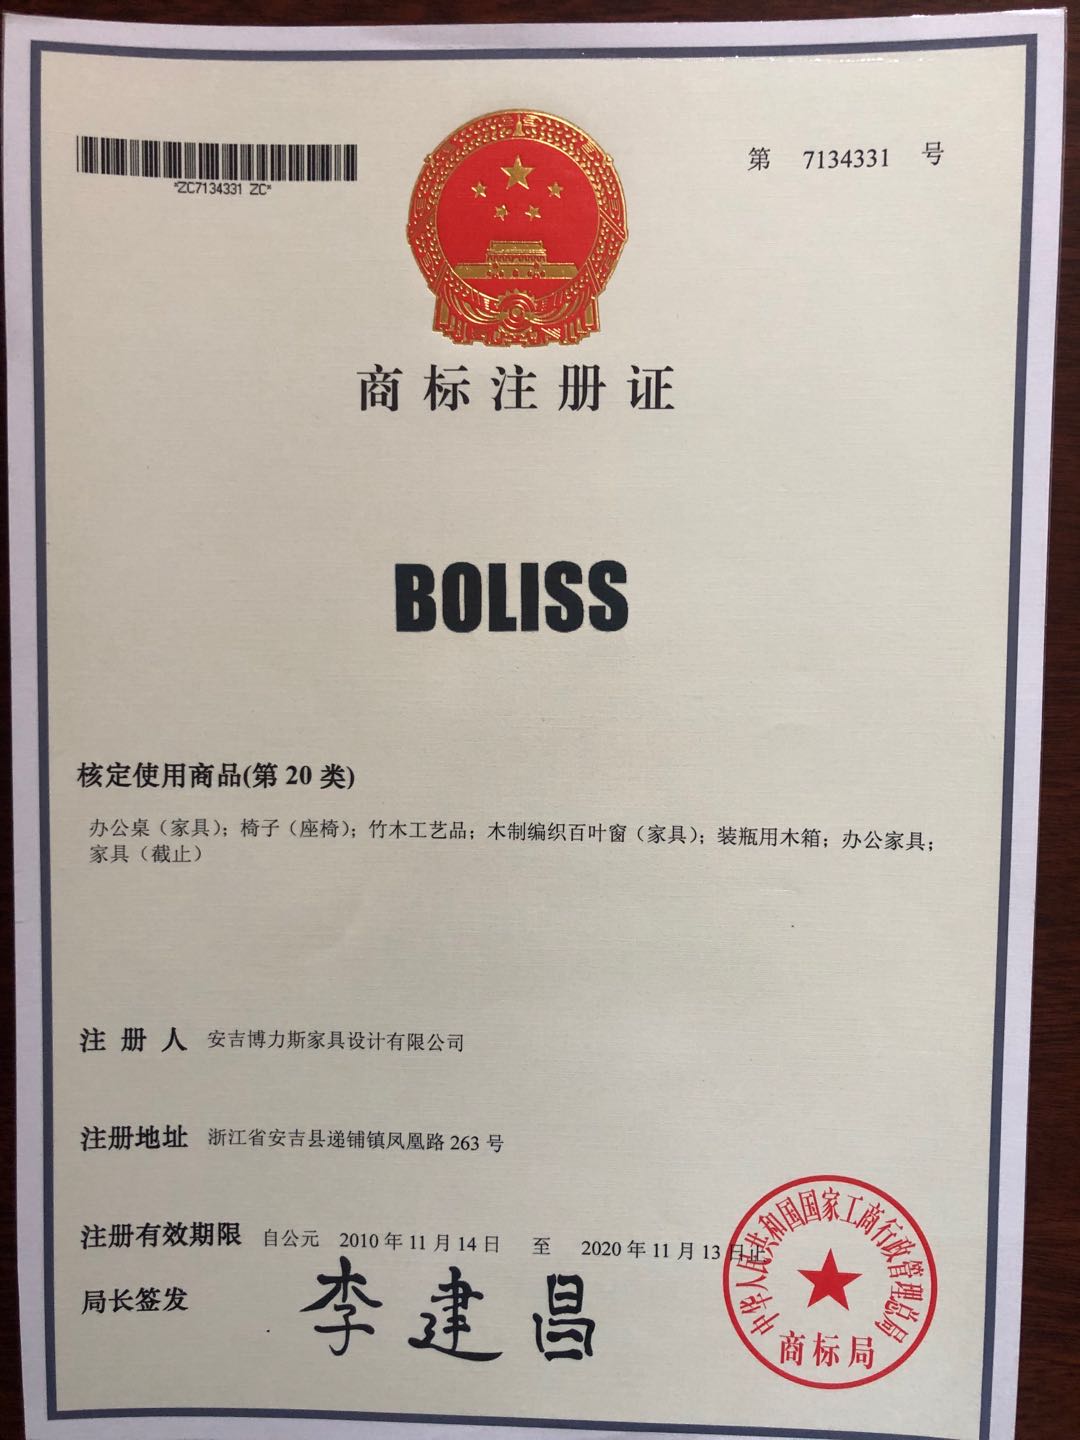 *ZC7134331 ZC*
第 7134331 号
商标注册证
BOLISS
核定使用商品(第 20 类)
办公桌（家具）；椅子（座椅）；竹木工艺品；木制编织百叶窗（家具）；装瓶用木箱；办公家具；
家具（截止）
注册人 安吉博力斯家具设计有限公司
注册地址 浙江省安吉县递铺镇凤凰路 263 号
注册有效期限 自公元 2010 年 11 月 14 日 至 2020 年 11 月 13 日止
局长签发 李建昌
中华人民共和国国家工商行政管理总局
商标局